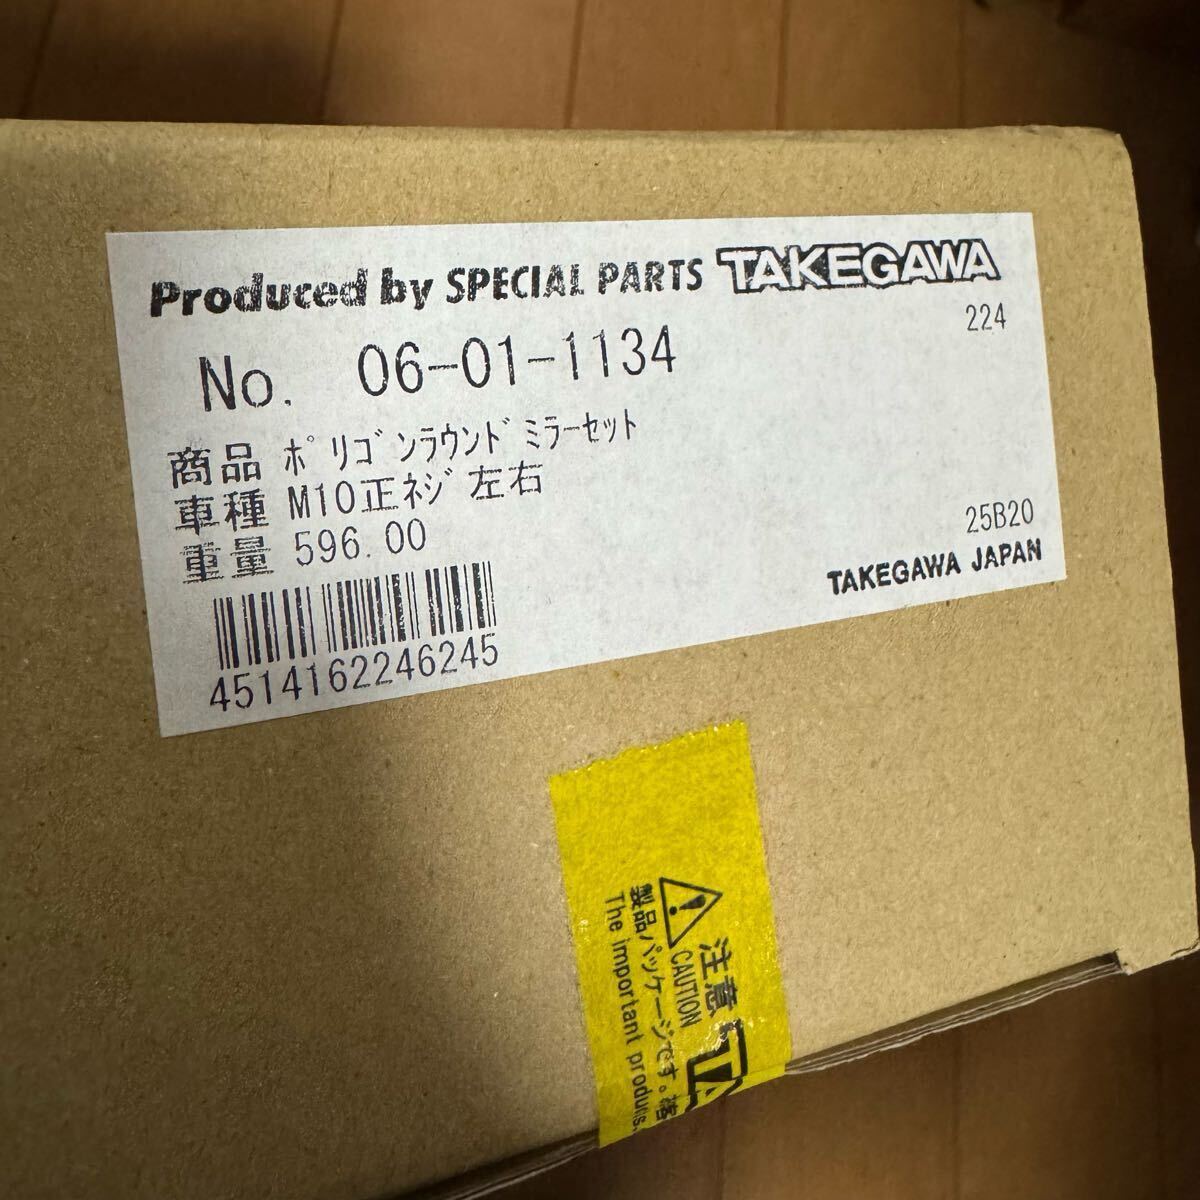 Produced by SPECIAL PARTS TAKEGAWA
224
No. 06-01-1134
商品 ﾎﾟﾘｺﾞﾝﾗｳﾝﾄﾞﾐﾗｰｾｯﾄ
車種 M10正ﾈｼﾞ左右
重量 596.00
25B20
TAKEGAWA JAPAN
4514162246245
注意
CAUTION
製品パッケージです。
The important produts.